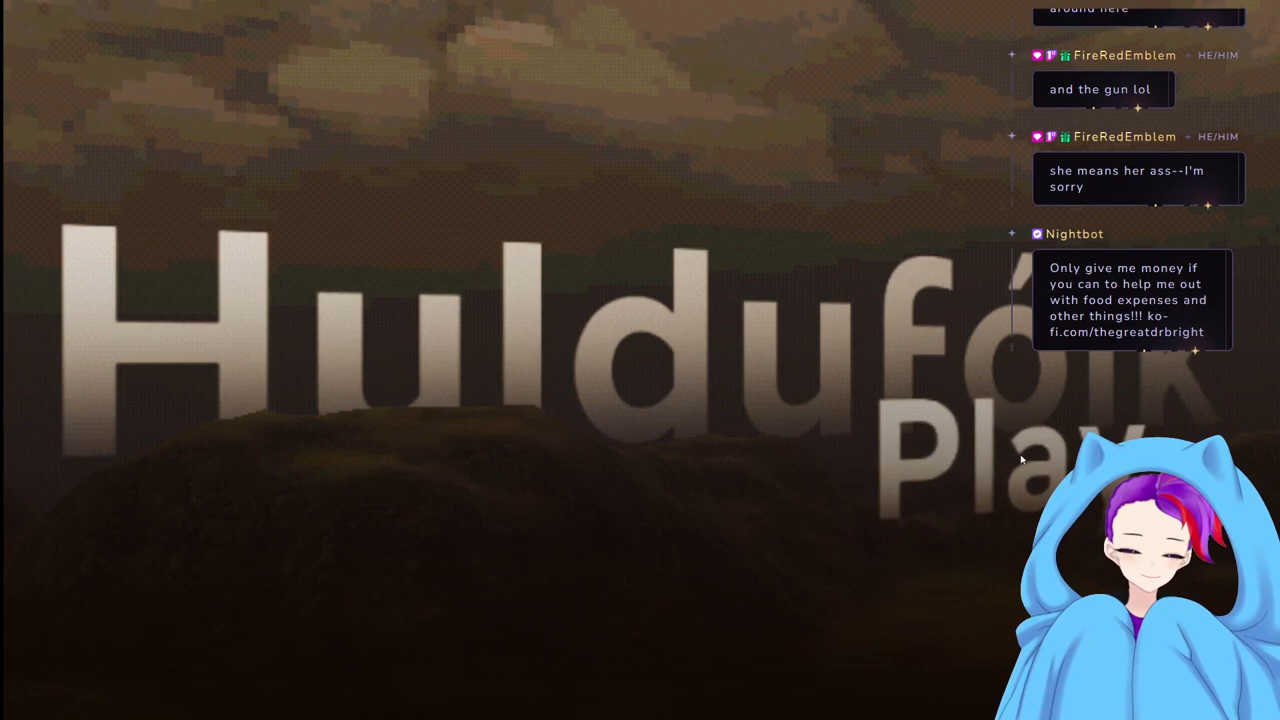 around here
FireRedEmblem HE/HIM
and the gun lol
FireRedEmblem HE/HIM
she means her ass--I'm
sorry
Nightbot
Only give me money if
you can to help me out
with food expenses and
other things!!! ko-
fi.com/thegreatdrbright
Huldufólk
Play